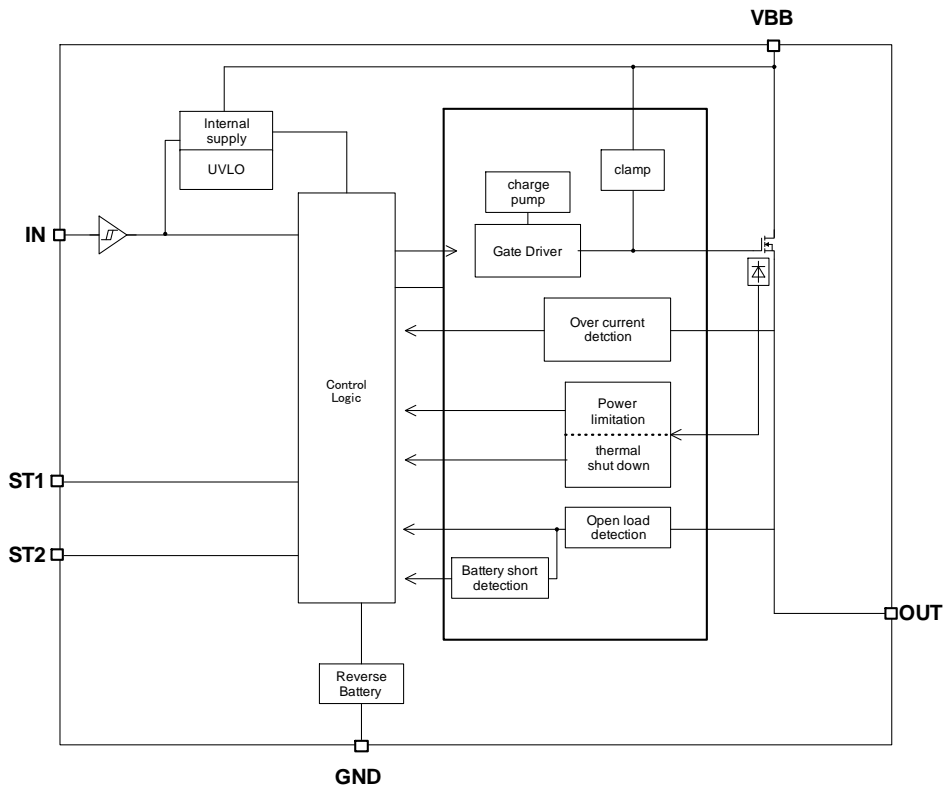 VBB
Internal
supply
UVLO
clamp
charge
pump
IN
Gate Driver
Over current
detction
Control
Logic
Power
limitation
thermal
shut down
ST1
Open load
detection
ST2
Battery short
detection
OUT
Reverse
Battery
GND